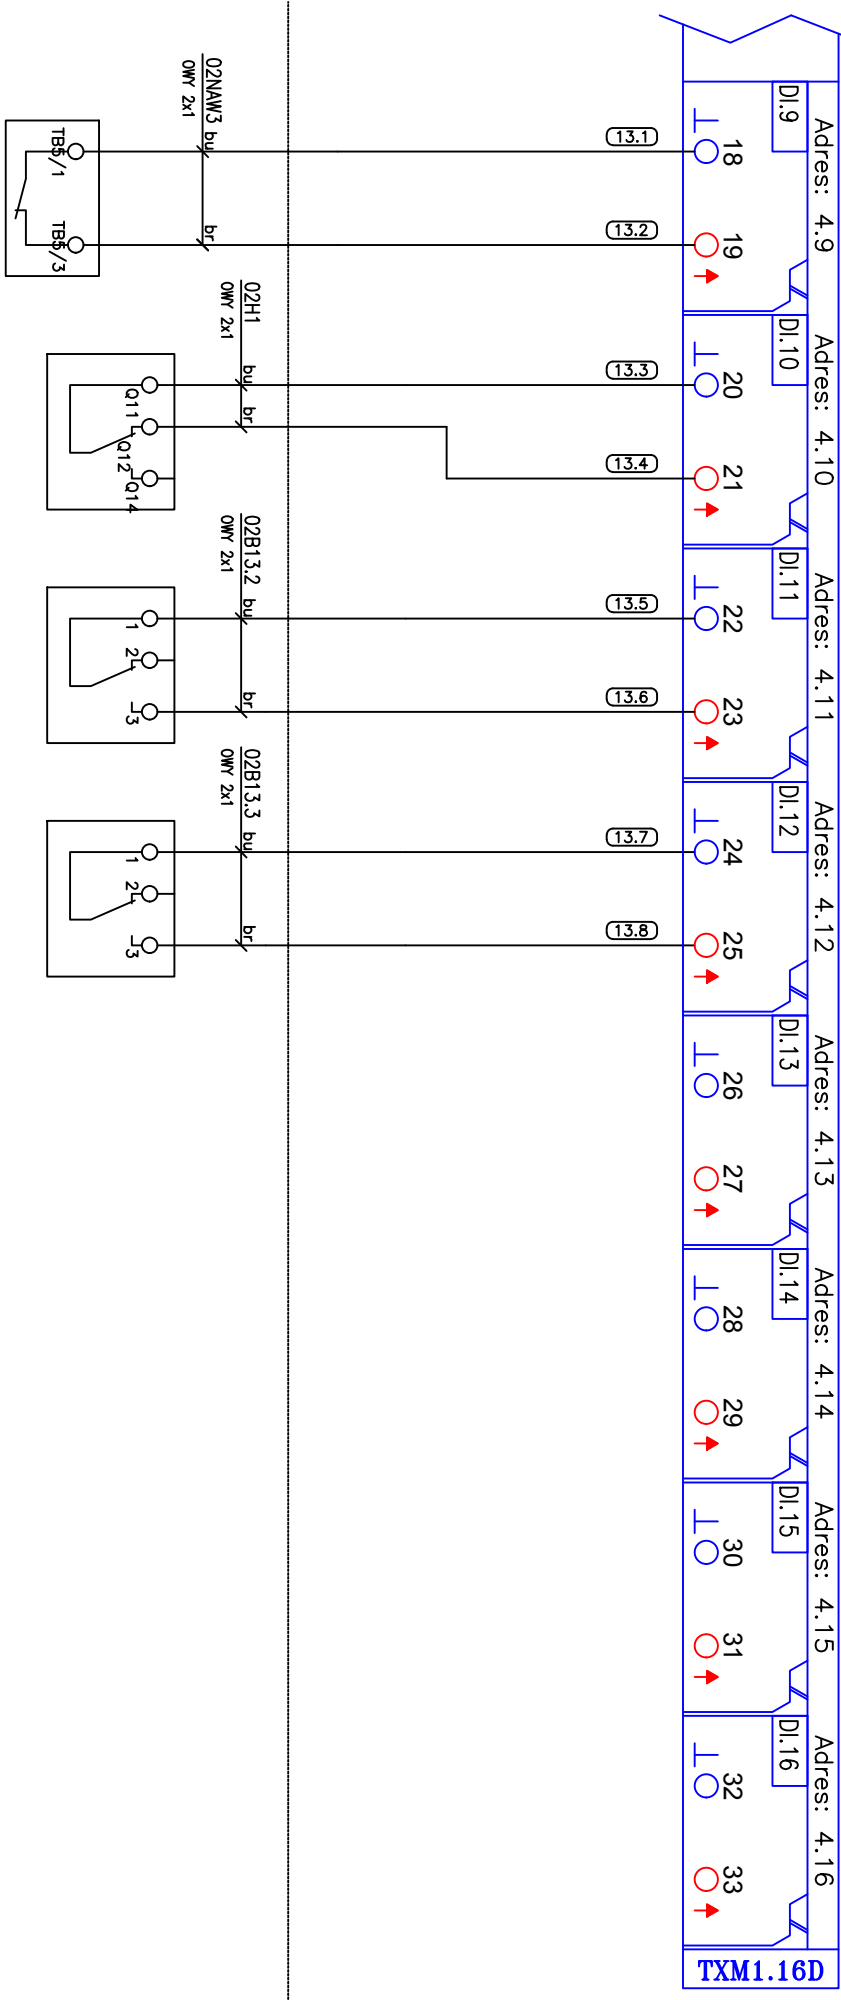 Adres: 4.9
Adres: 4.10
Adres: 4.11
Adres: 4.12
Adres: 4.13
Adres: 4.14
Adres: 4.15
Adres: 4.16
DI.9
DI.10
DI.11
DI.12
DI.13
DI.14
DI.15
DI.16
TXM1.16D
18 19 20 21 22 23 24 25 26 27 28 29 30 31 32 33
13.1
13.2
13.3
13.4
13.5
13.6
13.7
13.8
02NAW3
OWY 2x1
bu
br
TB5/1
TB5/3
02H1
OWY 2x1
bu
br
Q11
Q12
Q14
02B13.2
OWY 2x1
bu
br
1
2
3
02B13.3
OWY 2x1
bu
br
1
2
3